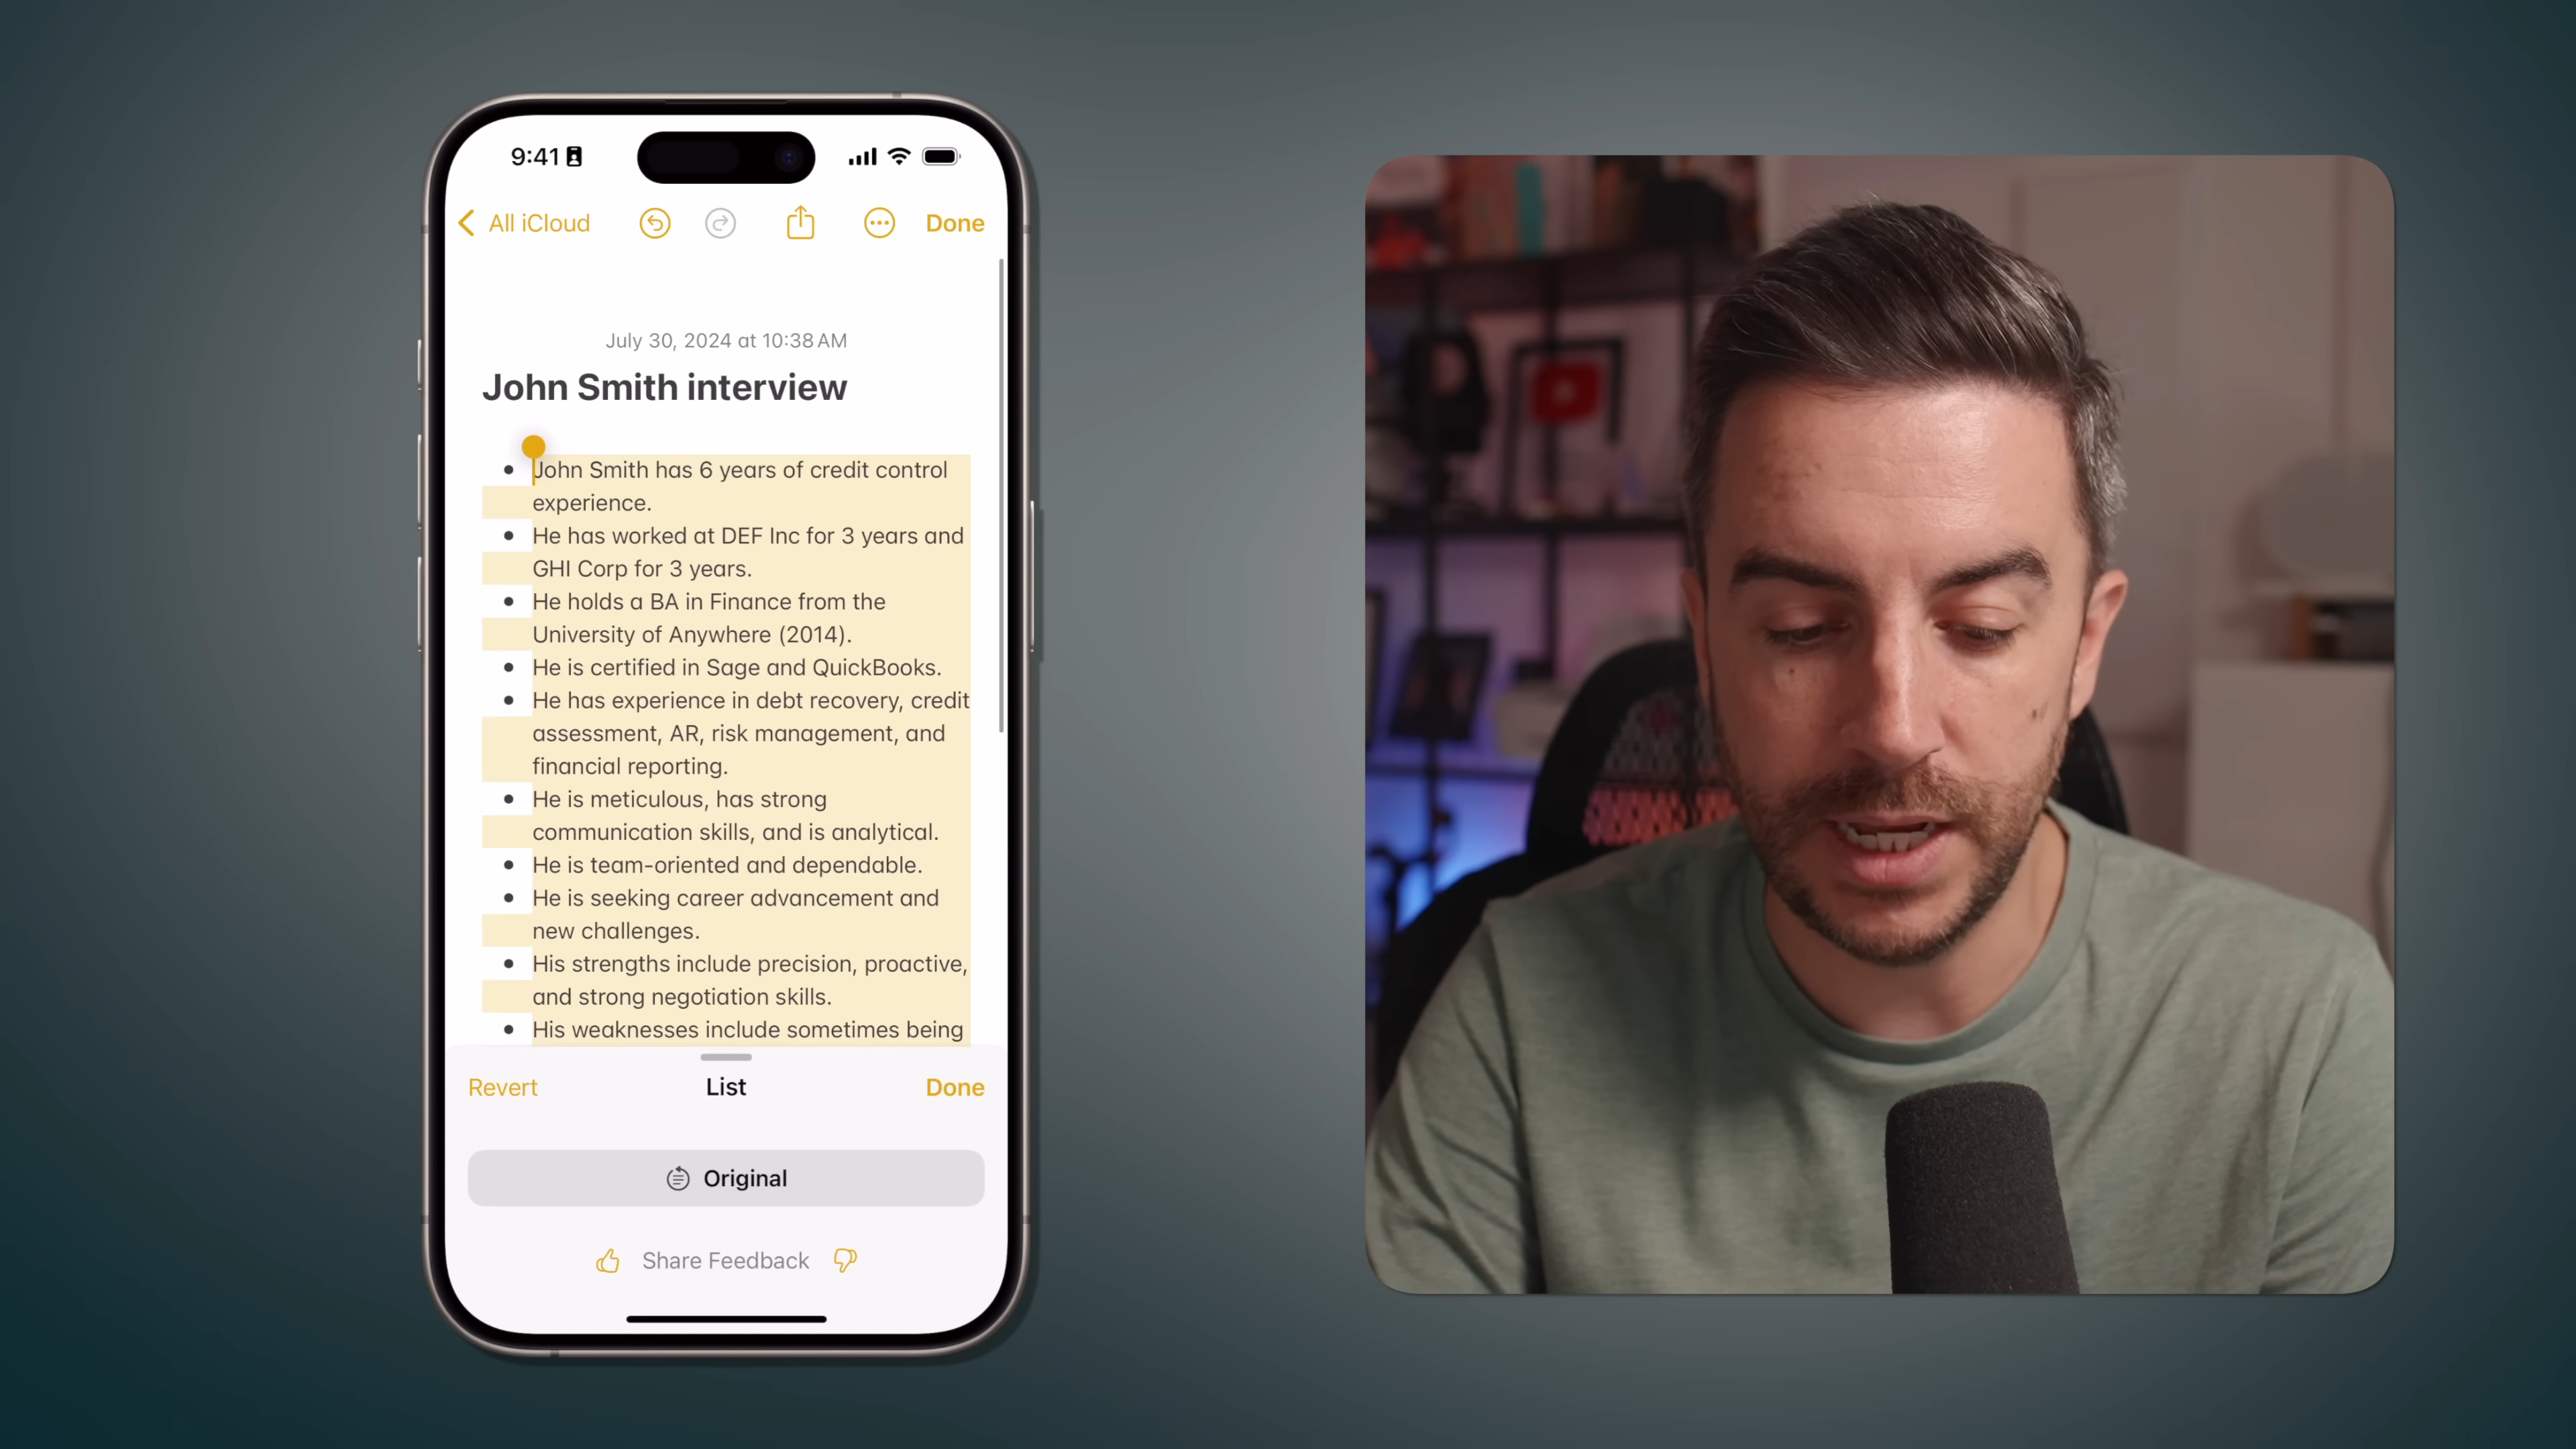 9:41
All iCloud
Done
July 30, 2024 at 10:38 AM
John Smith interview
• John Smith has 6 years of credit control
experience.
• He has worked at DEF Inc for 3 years and
GHI Corp for 3 years.
• He holds a BA in Finance from the
University of Anywhere (2014).
• He is certified in Sage and QuickBooks.
• He has experience in debt recovery, credit
assessment, AR, risk management, and
financial reporting.
• He is meticulous, has strong
communication skills, and is analytical.
• He is team-oriented and dependable.
• He is seeking career advancement and
new challenges.
• His strengths include precision, proactive,
and strong negotiation skills.
• His weaknesses include sometimes being
Revert
List
Done
Original
Share Feedback